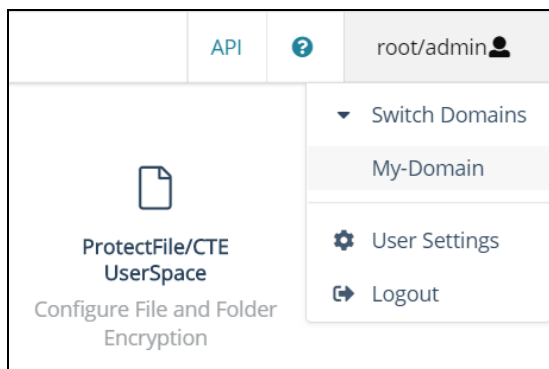 API
root/admin
Switch Domains
My-Domain
User Settings
Logout
ProtectFile/CTE
UserSpace
Configure File and Folder
Encryption